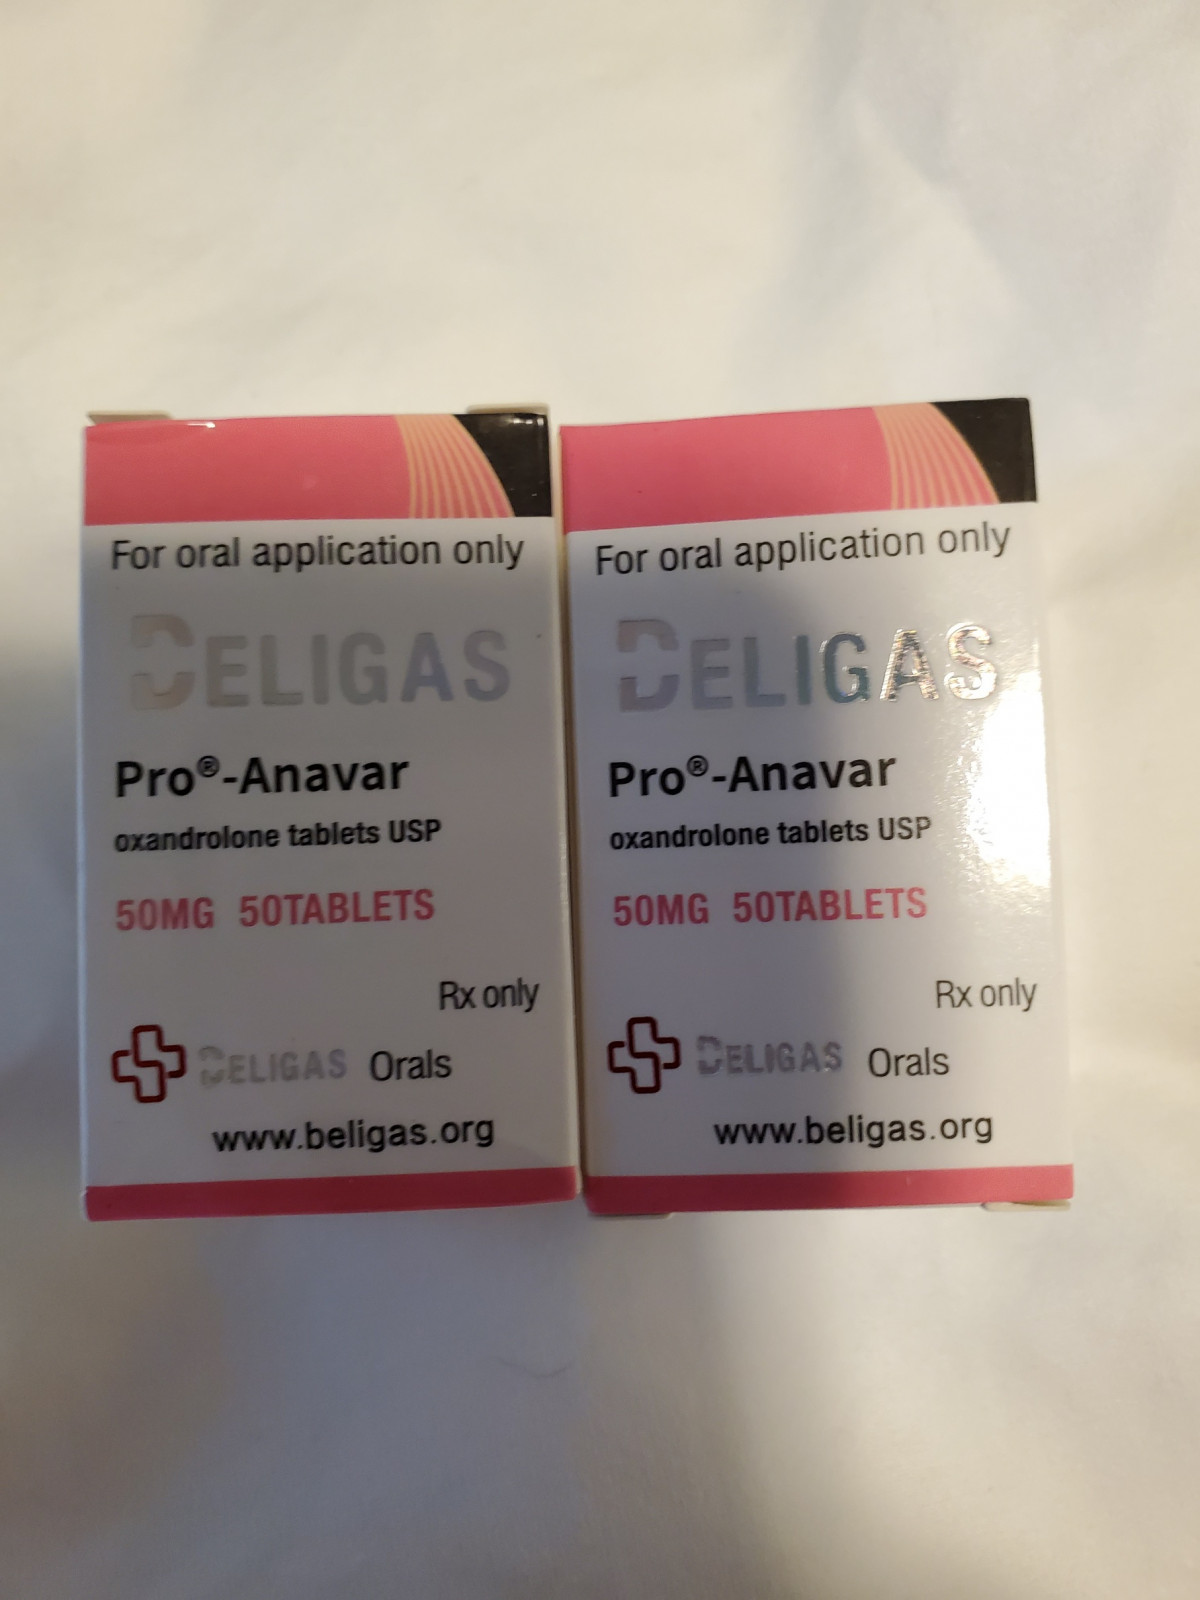 For oral application only
BELIGAS
Pro®-Anavar
oxandrolone tablets USP
50MG 50TABLETS
Rx only
BELIGAS Orals
www.beligas.org
For oral application only
BELIGAS
Pro®-Anavar
oxandrolone tablets USP
50MG 50TABLETS
Rx only
BELIGAS Orals
www.beligas.org